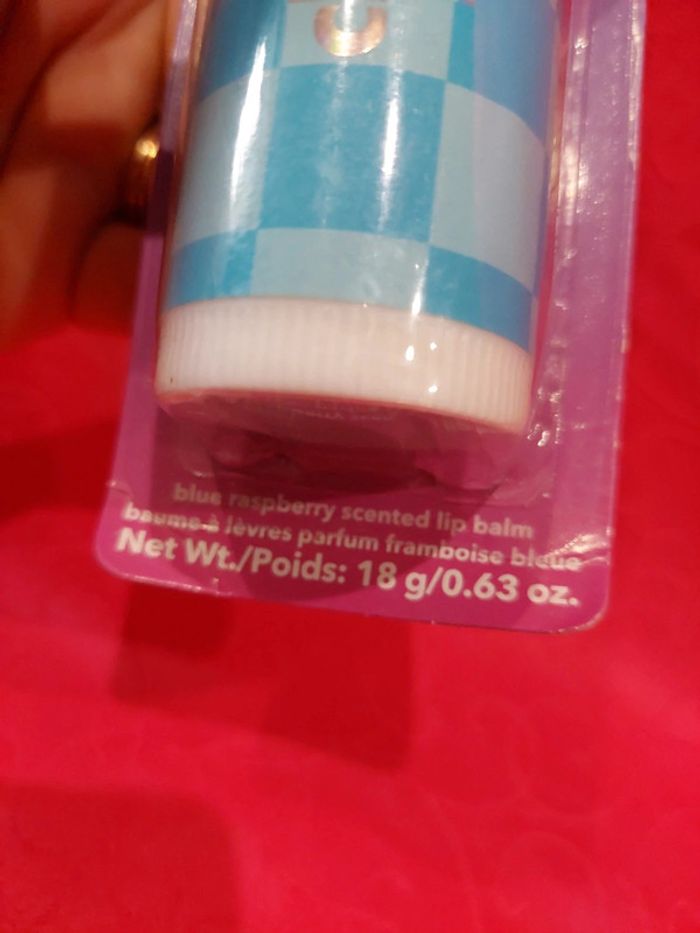 blue raspberry scented lip balm
baume à lèvres parfum framboise bleue
Net Wt./Poids: 18 g/0.63 oz.